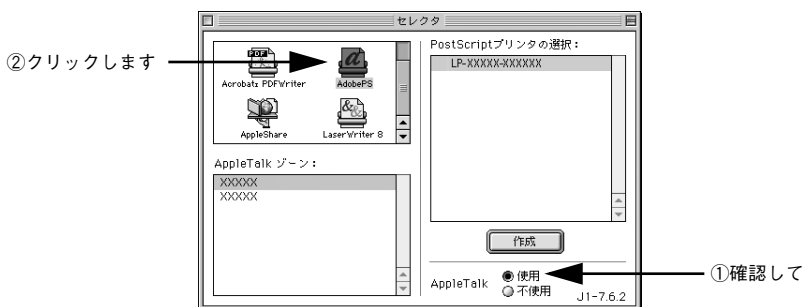 セレクタ
②クリックします
PDF
Acrobat™ PDFWriter
AdobePS
AppleShare
LaserWriter 8
PostScriptプリンタの選択：
LP-XXXXX-XXXXXX
AppleTalk ゾーン：
XXXXX
XXXXX
作成
AppleTalk
使用
不使用
①確認して
J1-7.6.2